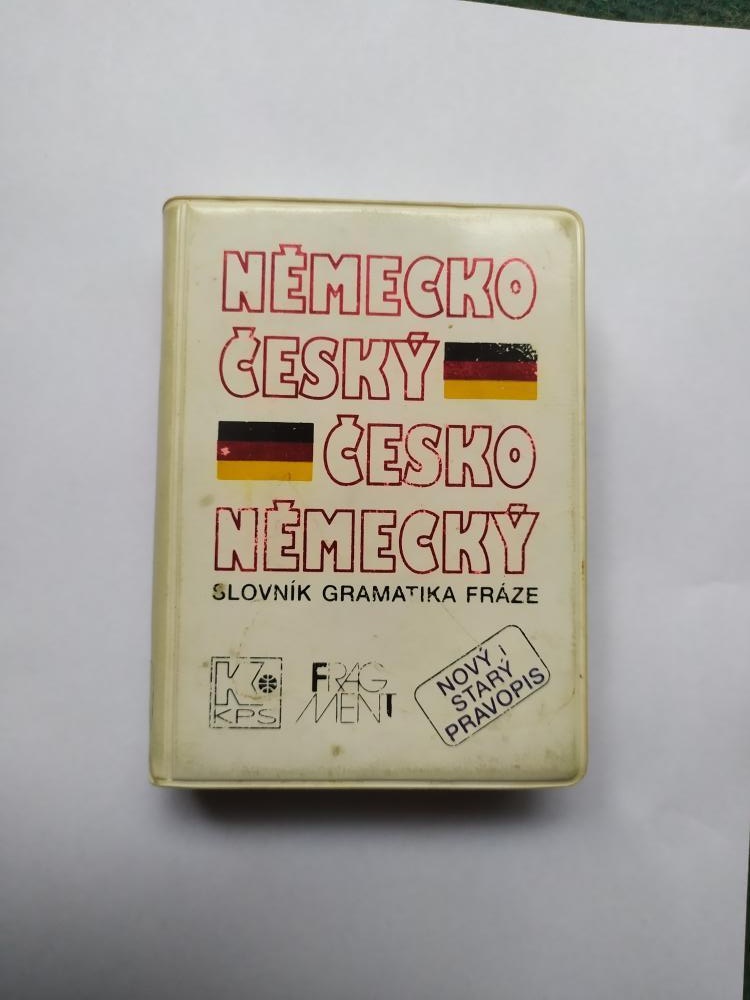 NĚMECKO
ČESKÝ
ČESKO
NĚMECKÝ
SLOVNÍK GRAMATIKA FRÁZE
K
KPS
FRAG
MENT
NOVÝ i
STARÝ
PRAVOPIS